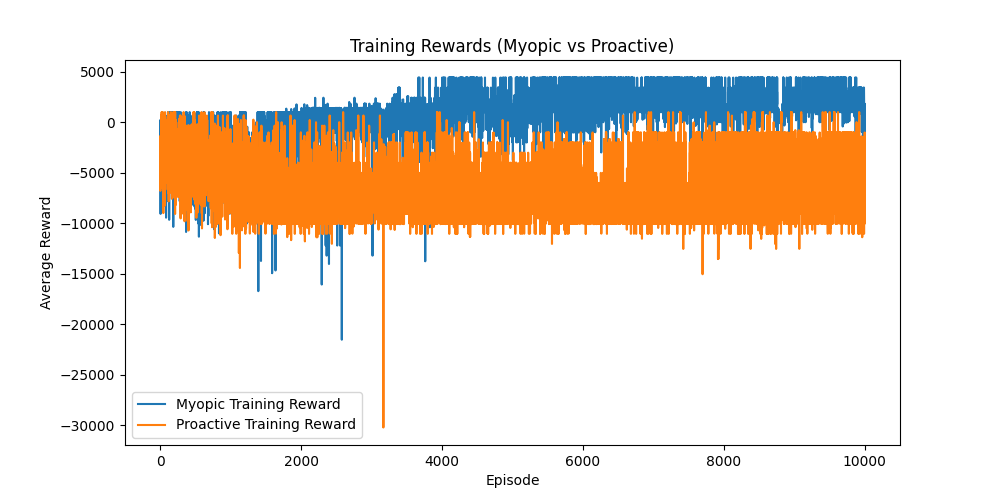 Training Rewards (Myopic vs Proactive)
5000
0
−5000
−10000
−15000
−20000
−25000
−30000
Average Reward
Myopic Training Reward
Proactive Training Reward
0 2000 4000 6000 8000 10000
Episode